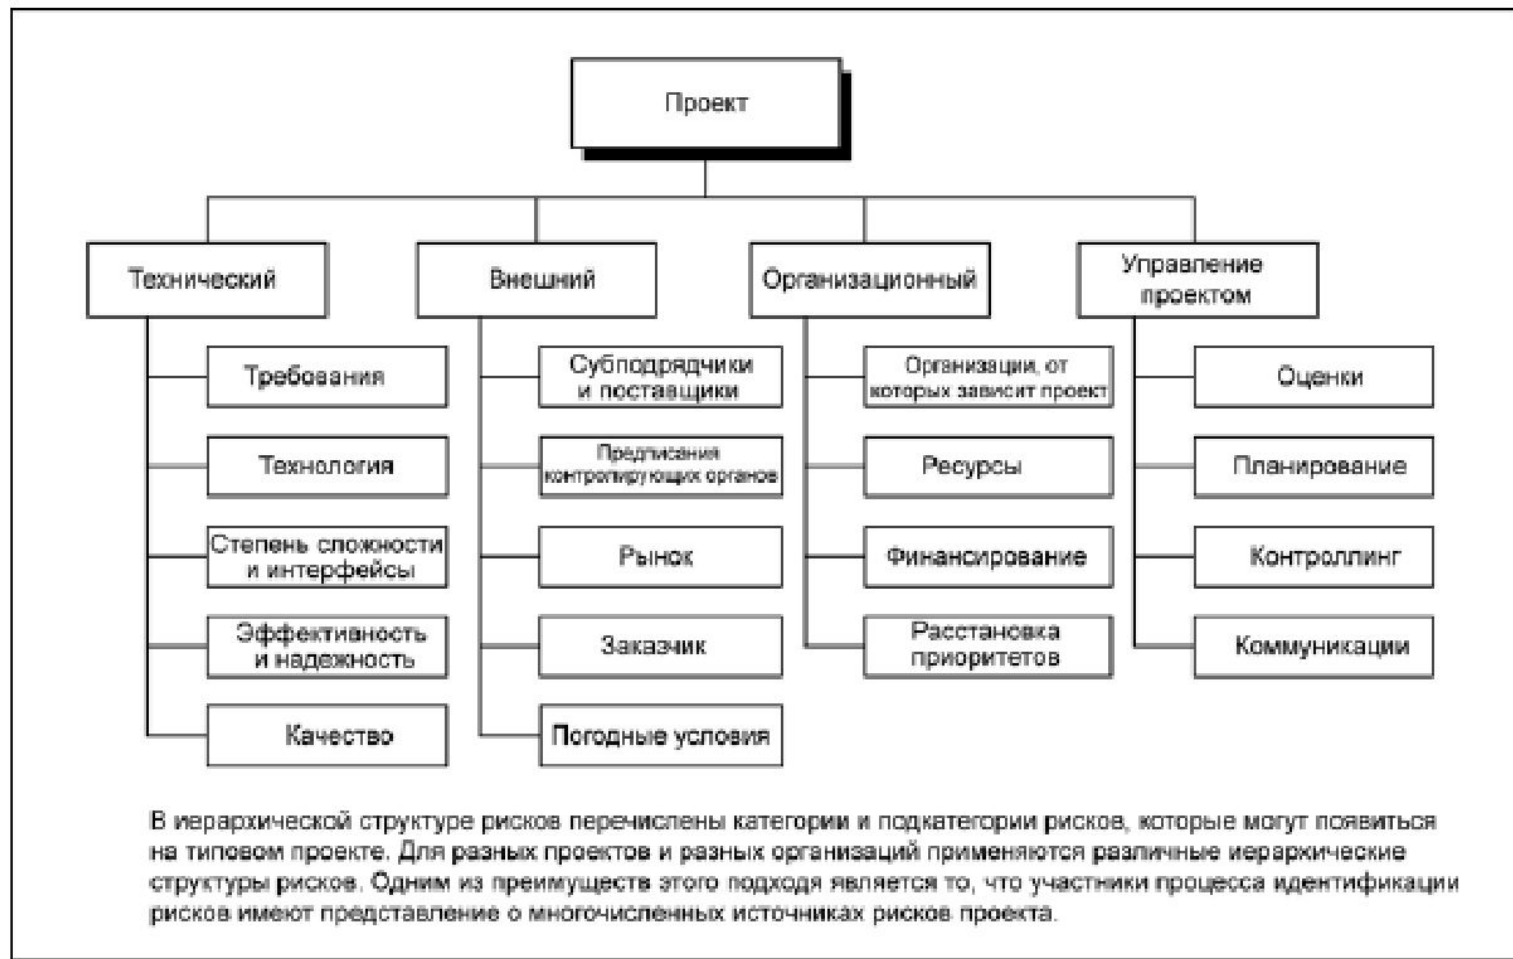 Проект
Технический
Внешний
Организационный
Управление
проектом
Требования
Субподрядчики
и поставщики
Организации, от
которых зависит проект
Оценки
Технология
Предписания
контролирующих органов
Ресурсы
Планирование
Степень сложности
и интерфейсы
Рынок
Финансирование
Контроллинг
Эффективность
и надежность
Заказчик
Расстановка
приоритетов
Коммуникации
Качество
Погодные условия
В иерархической структуре рисков перечислены категории и подкатегории рисков, которые могут появиться
на типовом проекте. Для разных проектов и разных организаций применяются различные иерархические
структуры рисков. Одним из преимуществ этого подходя является то, что участники процесса идентификации
рисков имеют представление о многочисленных источниках рисков проекта.